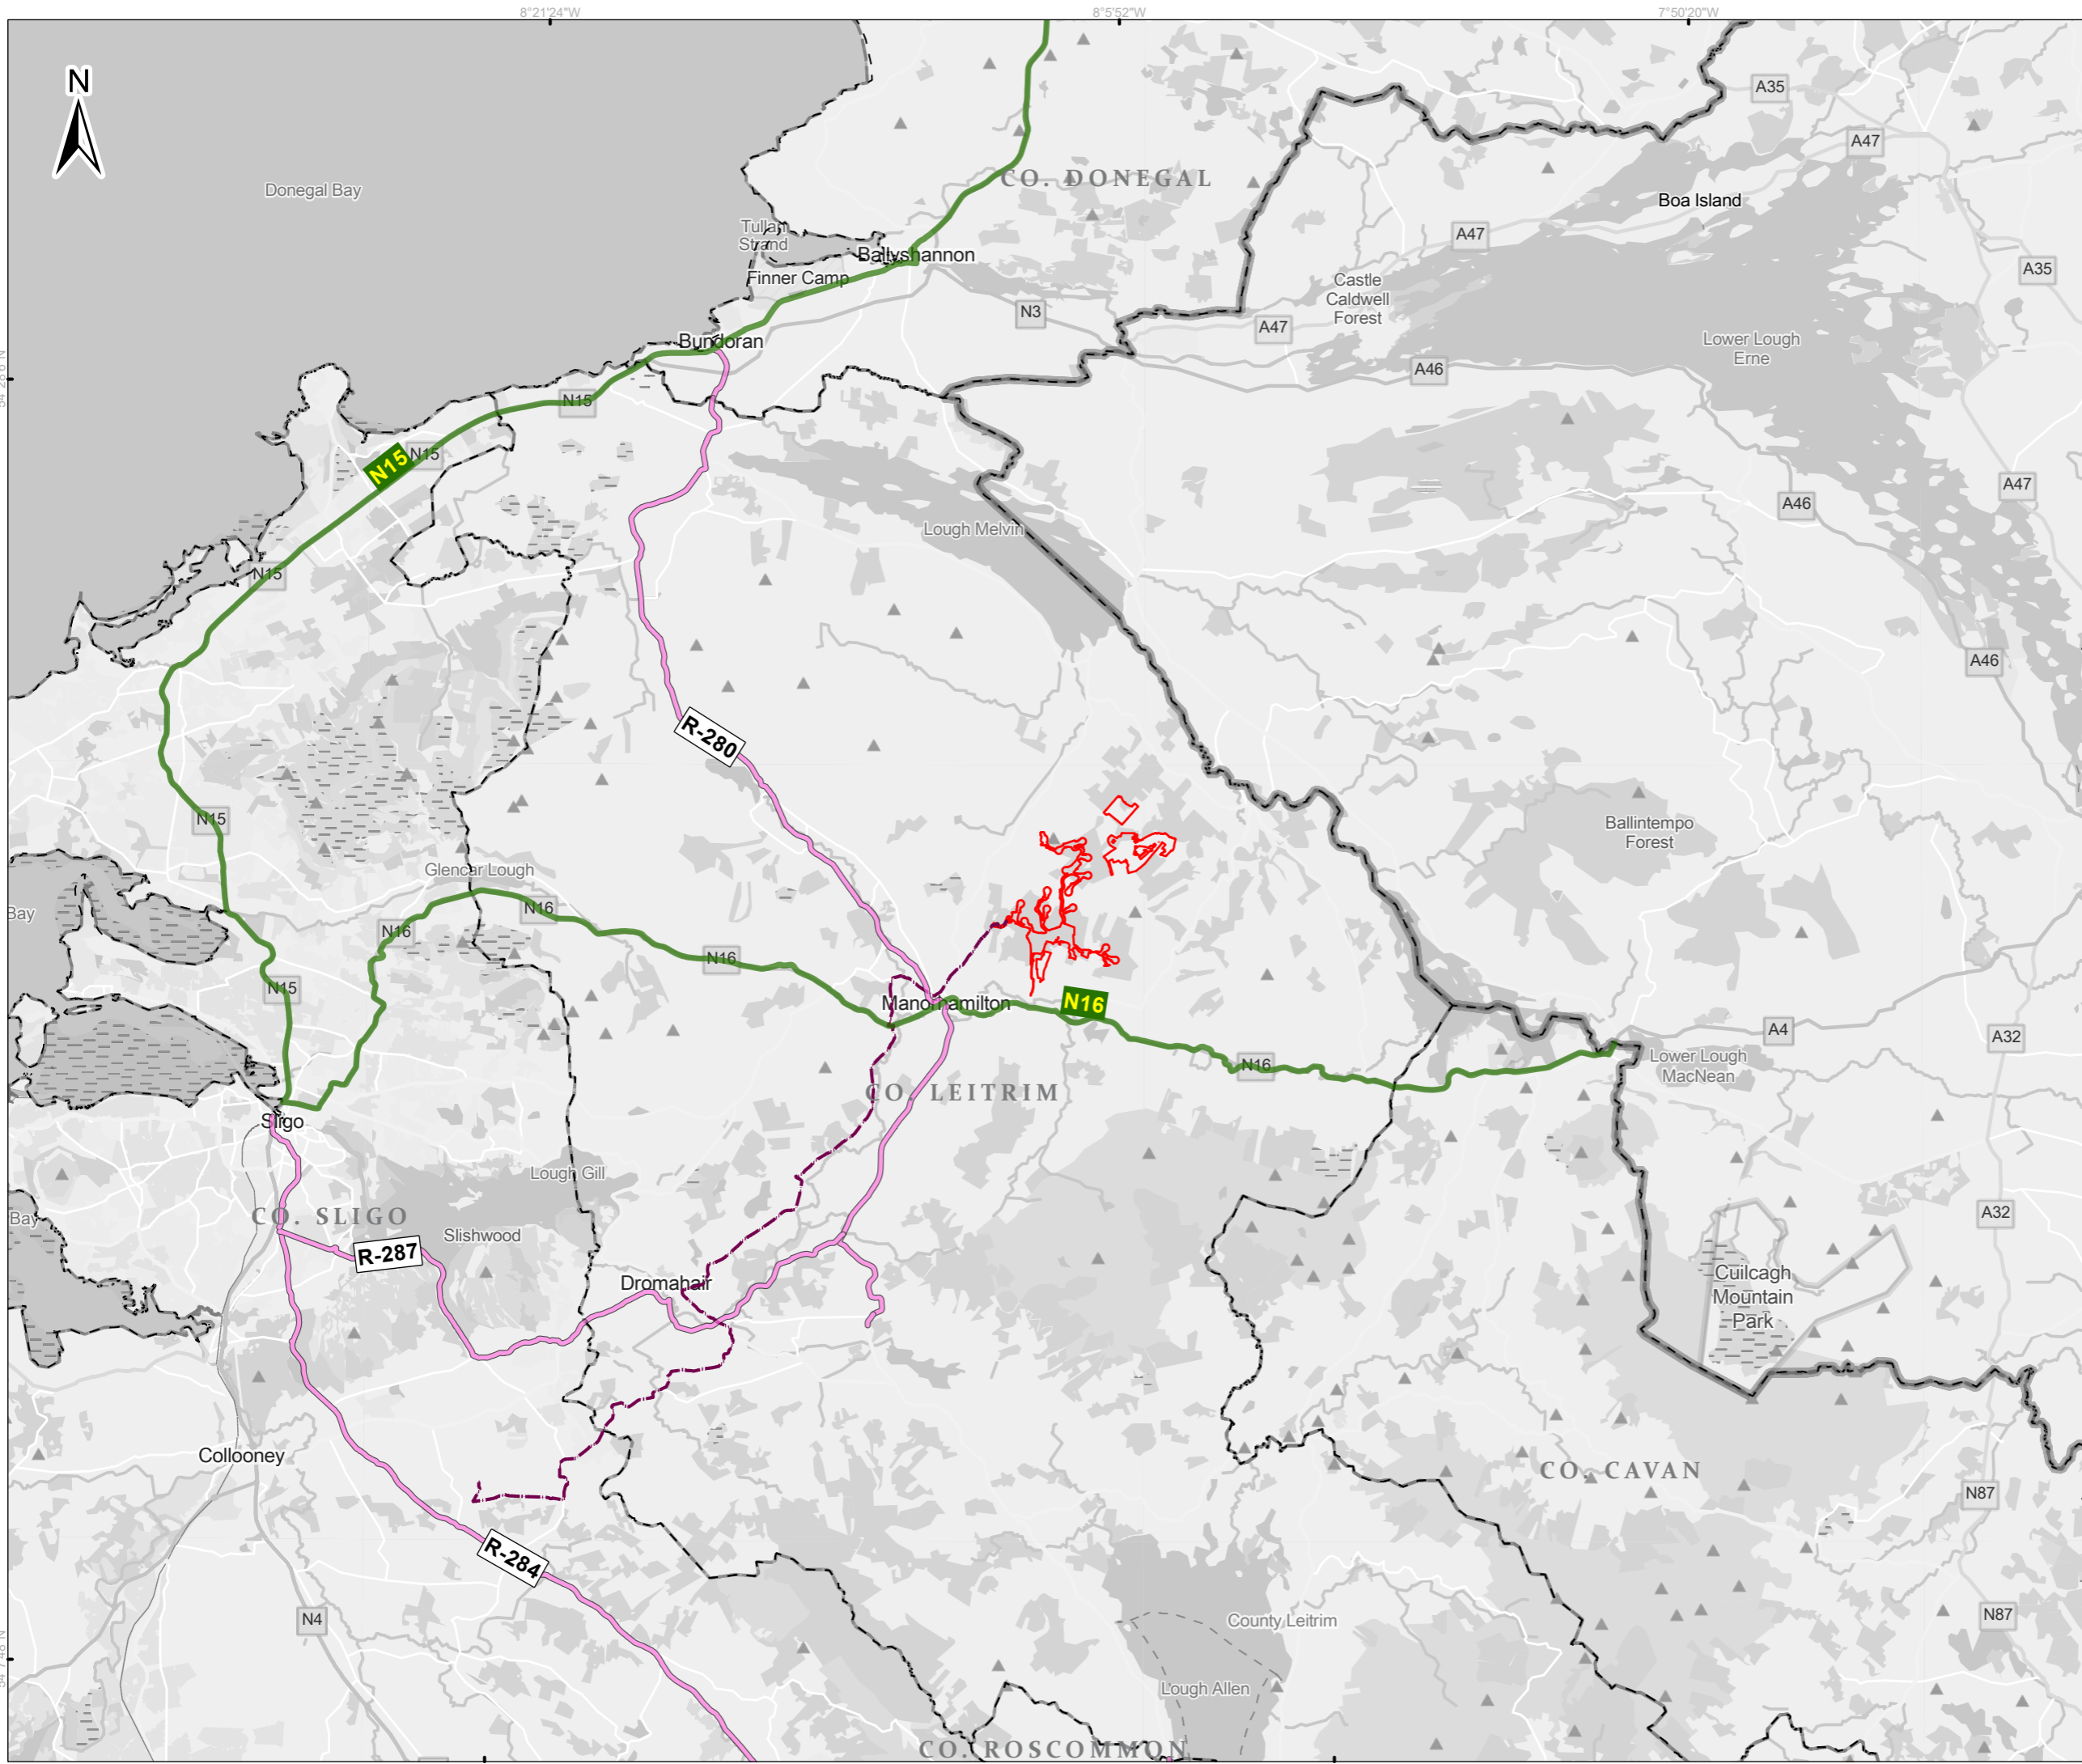 8°21'24"W
8°5'52"W
7°50'20"W
N
A35
A47
Donegal Bay
CO. DONEGAL
Boa Island
Tullan
Strand
A47
Ballyshannon
Finner Camp
A35
Castle
Caldwell
Forest
N3
A47
Bundoran
Lower Lough
Erne
A46
N15
N15
N15
A47
A46
Lough Melvin
N15
A46
R-280
N15
Ballintempo
Forest
Glencar Lough
N16
Bay
N16
N16
N15
Manorhamilton
N16
A4
A32
N16
Lower Lough
MacNean
CO. LEITRIM
Sligo
Lough Gill
CO. SLIGO
Bay
A32
Slishwood
R-287
Dromahair
Cuilcagh
Mountain
Park
Collooney
CO. CAVAN
N87
R-284
N4
County Leitrim
N87
Lough Allen
CO. ROSCOMMON